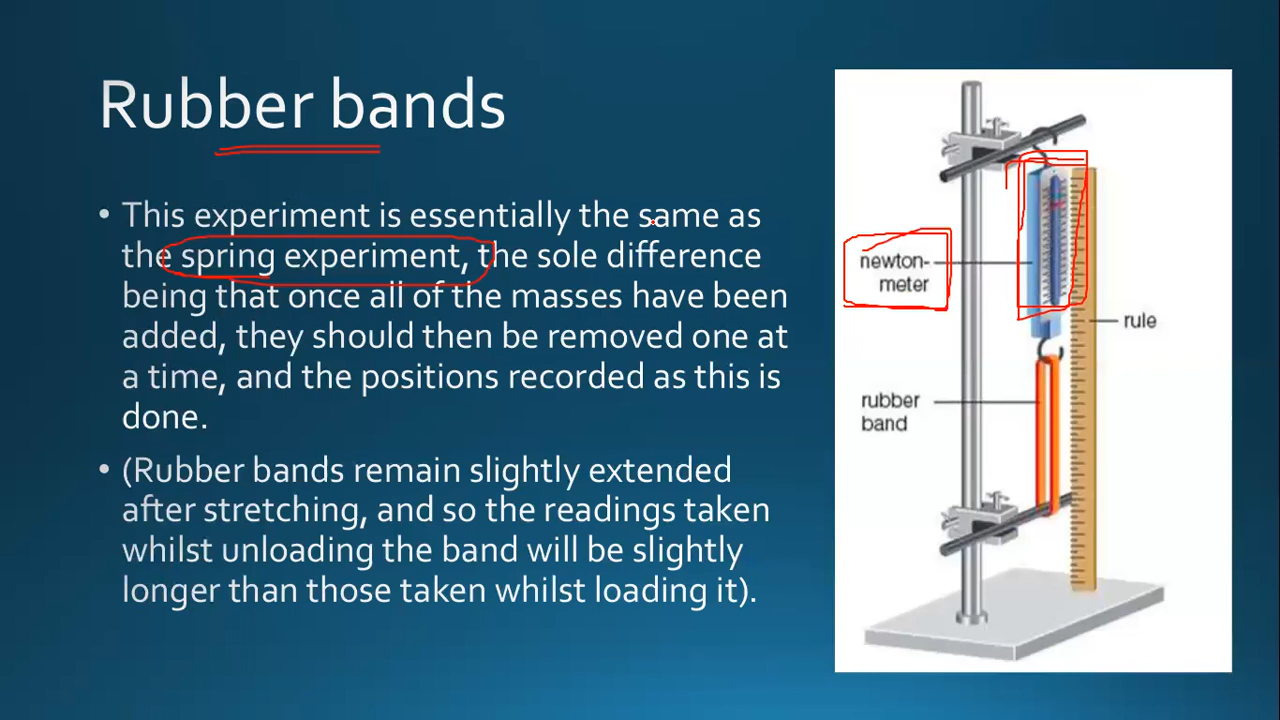 Rubber bands
• This experiment is essentially the same as
the spring experiment, the sole difference
being that once all of the masses have been
added, they should then be removed one at
a time, and the positions recorded as this is
done.
• (Rubber bands remain slightly extended
after stretching, and so the readings taken
whilst unloading the band will be slightly
longer than those taken whilst loading it).
newton-
meter
rule
rubber
band